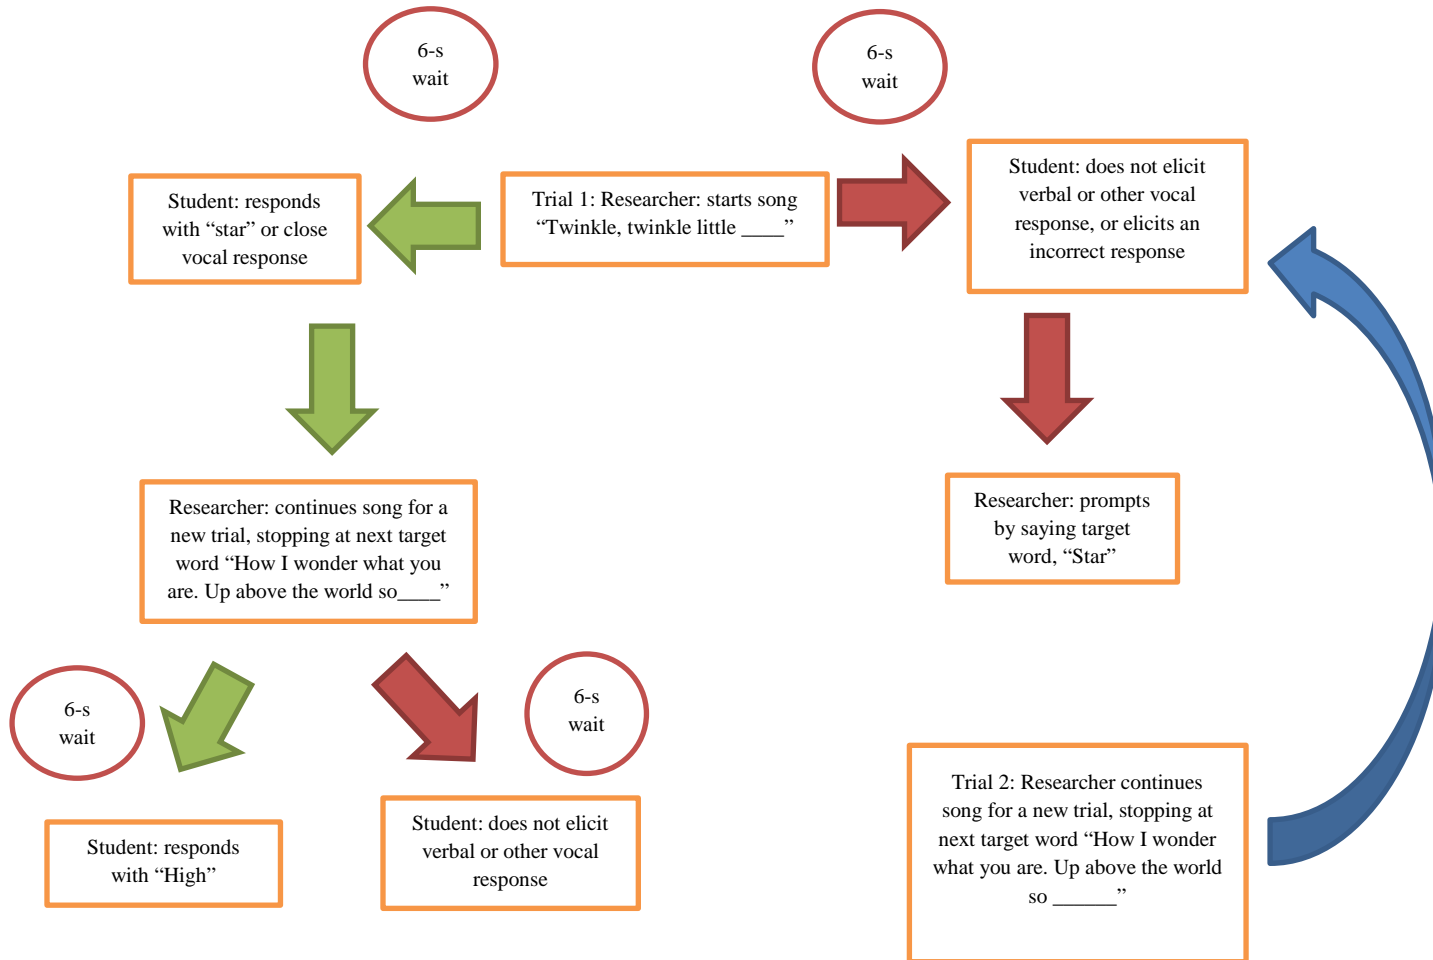 6-s
wait
6-s
wait
Student: responds
with “star” or close
vocal response
Trial 1: Researcher: starts song
“Twinkle, twinkle little ____”
Student: does not elicit
verbal or other vocal
response, or elicits an
incorrect response
Researcher: continues song for a
new trial, stopping at next target
word “How I wonder what you
are. Up above the world so____”
Researcher: prompts
by saying target
word, “Star”
6-s
wait
6-s
wait
Student: responds
with “High”
Student: does not elicit
verbal or other vocal
response
Trial 2: Researcher continues
song for a new trial, stopping at
next target word “How I wonder
what you are. Up above the world
so ______”